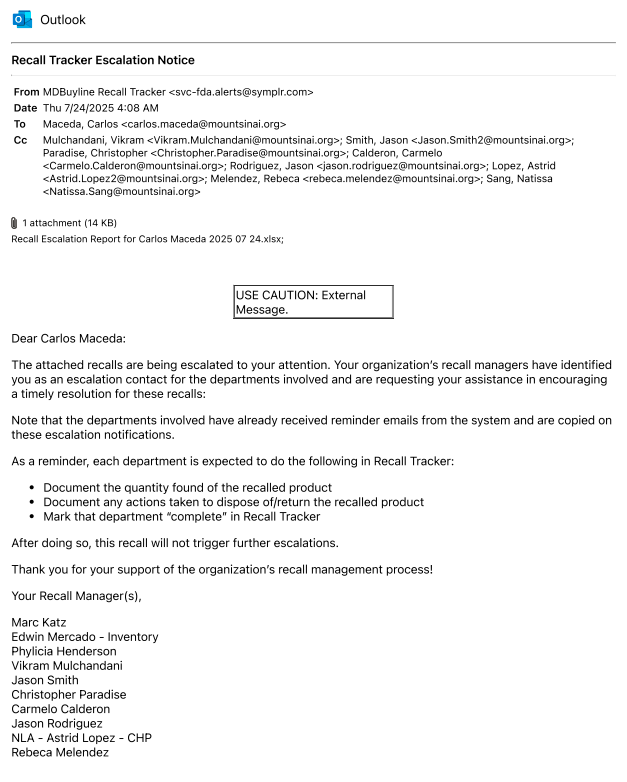 Outlook
Recall Tracker Escalation Notice
From MDBuyline Recall Tracker <svc-fda.alerts@symplr.com>
Date Thu 7/24/2025 4:08 AM
To Maceda, Carlos <carlos.maceda@mountsinai.org>
Cc Mulchandani, Vikram <Vikram.Mulchandani@mountsinai.org>; Smith, Jason <Jason.Smith2@mountsinai.org>;
Paradise, Christopher <Christopher.Paradise@mountsinai.org>; Calderon, Carmelo
<Carmelo.Calderon@mountsinai.org>; Rodriguez, Jason <jason.rodriguez@mountsinai.org>; Lopez, Astrid
<Astrid.Lopez2@mountsinai.org>; Melendez, Rebeca <rebeca.melendez@mountsinai.org>; Sang, Natissa
<Natissa.Sang@mountsinai.org>
1 attachment (14 KB)
Recall Escalation Report for Carlos Maceda 2025 07 24.xlsx;
USE CAUTION: External
Message.
Dear Carlos Maceda:
The attached recalls are being escalated to your attention. Your organization's recall managers have identified
you as an escalation contact for the departments involved and are requesting your assistance in encouraging
a timely resolution for these recalls:
Note that the departments involved have already received reminder emails from the system and are copied on
these escalation notifications.
As a reminder, each department is expected to do the following in Recall Tracker:
• Document the quantity found of the recalled product
• Document any actions taken to dispose of/return the recalled product
• Mark that department “complete” in Recall Tracker
After doing so, this recall will not trigger further escalations.
Thank you for your support of the organization's recall management process!
Your Recall Manager(s),
Marc Katz
Edwin Mercado - Inventory
Phylicia Henderson
Vikram Mulchandani
Jason Smith
Christopher Paradise
Carmelo Calderon
Jason Rodriguez
NLA - Astrid Lopez - CHP
Rebeca Melendez